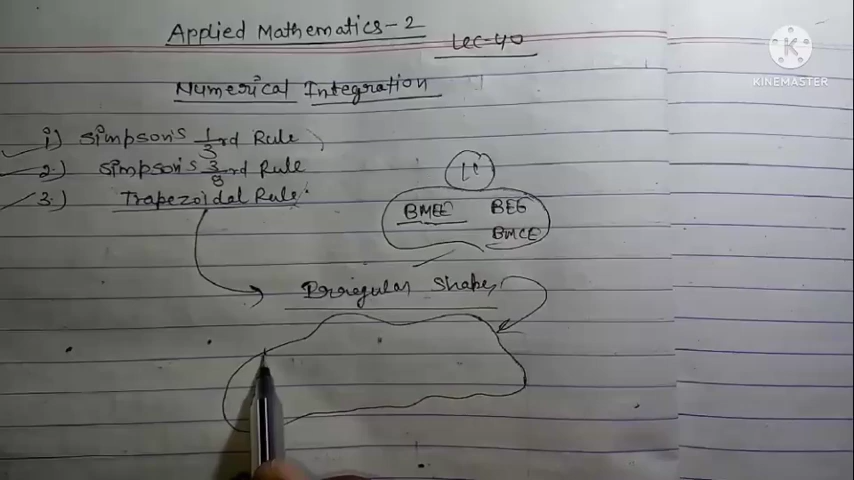 Applied Mathematics-2
Lec-40
KINEMASTER
Numerical Integration
1) Simpson's 1/3rd Rule
2.) Simpson's 3/8rd Rule
3.) Trapezoidal Rule
BMEE BEG
BMCE
Irregular Shape